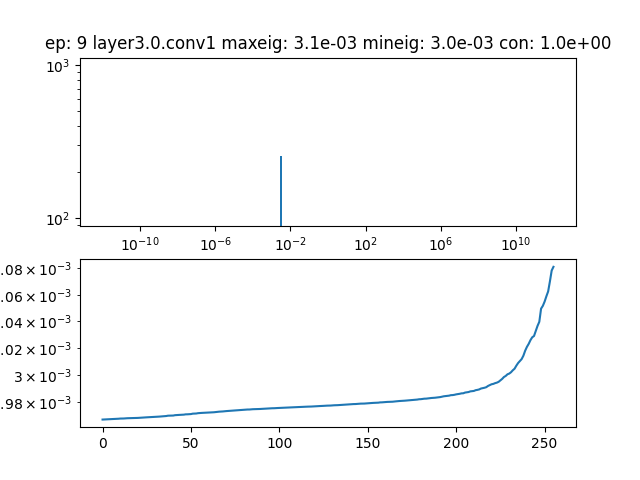 ep: 9 layer3.0.conv1 maxeig: 3.1e-03 mineig: 3.0e-03 con: 1.0e+00
10³
10²
10⁻¹⁰ 10⁻⁶ 10⁻² 10² 10⁶ 10¹⁰
.08 × 10⁻³
.06 × 10⁻³
.04 × 10⁻³
.02 × 10⁻³
3 × 10⁻³
.98 × 10⁻³
0 50 100 150 200 250